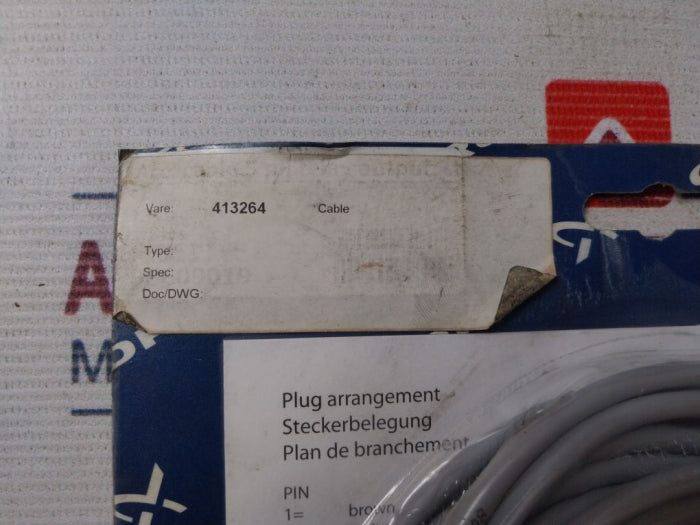 Vare: 413264 Cable
Type:
Spec:
Doc/DWG:
Plug arrangement
Steckerbelegung
Plan de branchement
PIN
1= brown